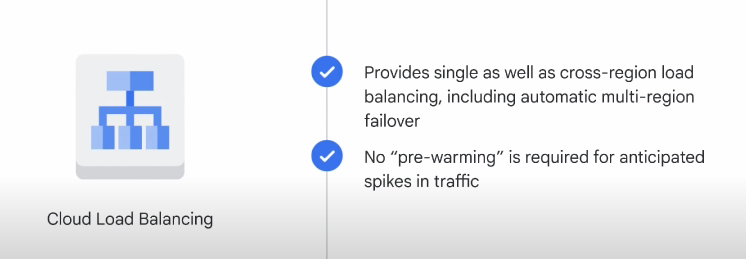 Provides single as well as cross-region load
balancing, including automatic multi-region
failover
No “pre-warming” is required for anticipated
spikes in traffic
Cloud Load Balancing